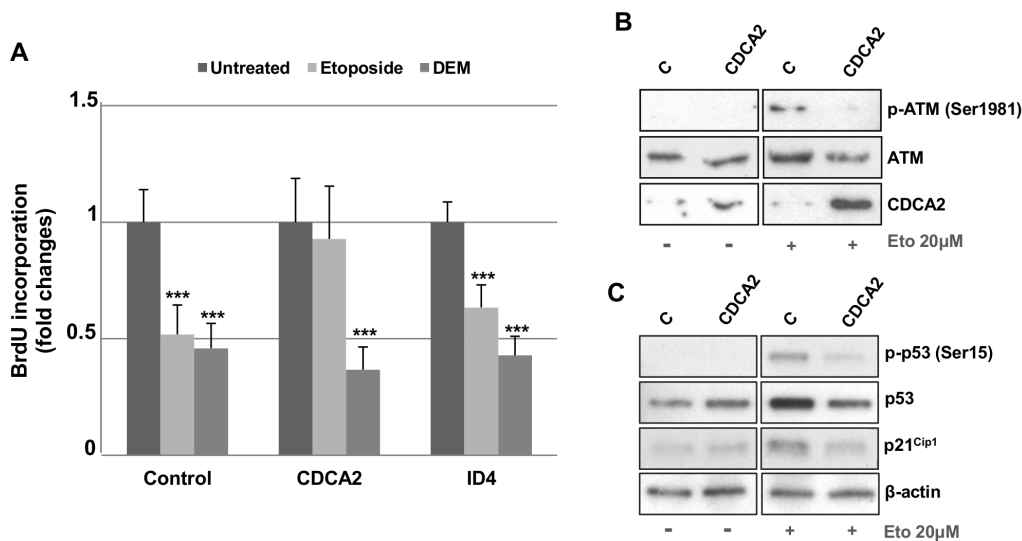 A
Untreated Etoposide DEM
1.5
1
0.5
0
BrdU incorporation
(fold changes)
*** ***
***
*** ***
Control CDCA2 ID4
B
C CDCA2 C CDCA2
p-ATM (Ser1981)
ATM
CDCA2
- - + + Eto 20µM
C
C CDCA2 C CDCA2
p-p53 (Ser15)
p53
p21Cip1
β-actin
- - + + Eto 20µM